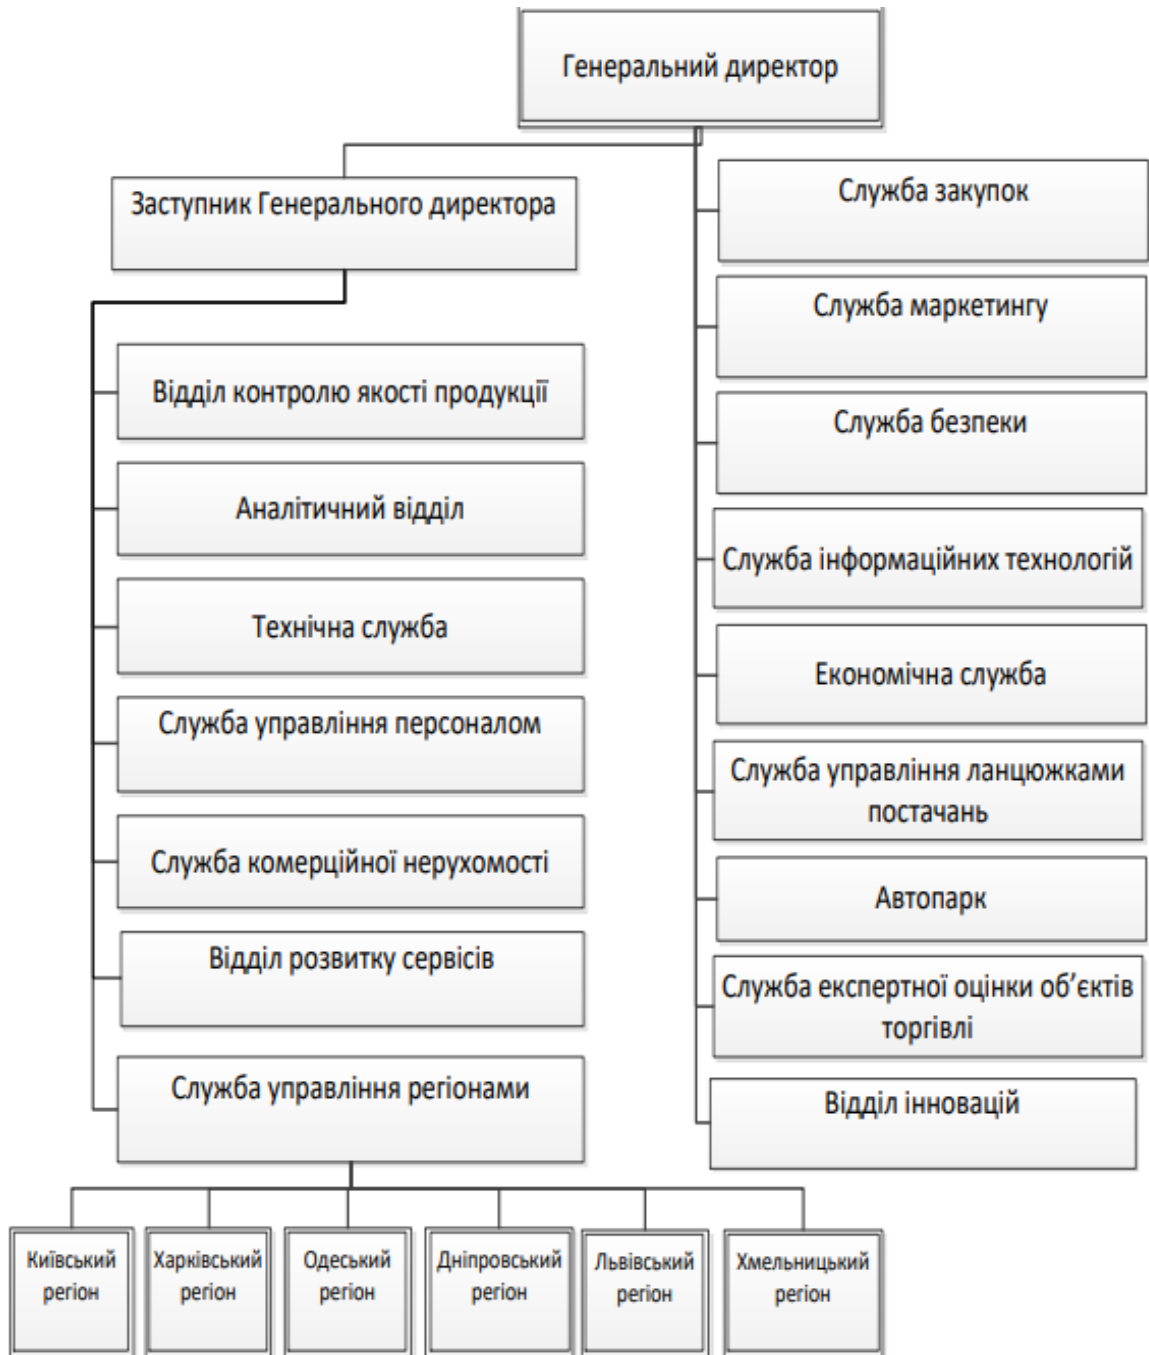 Генеральний директор
Заступник Генерального директора
Відділ контролю якості продукції
Аналітичний відділ
Технічна служба
Служба управління персоналом
Служба комерційної нерухомості
Відділ розвитку сервісів
Служба управління регіонами
Київський
регіон
Харківський
регіон
Одеський
регіон
Дніпровський
регіон
Львівський
регіон
Хмельницький
регіон
Служба закупок
Служба маркетингу
Служба безпеки
Служба інформаційних технологій
Економічна служба
Служба управління ланцюжками
постачань
Автопарк
Служба експертної оцінки об’єктів
торгівлі
Відділ інновацій